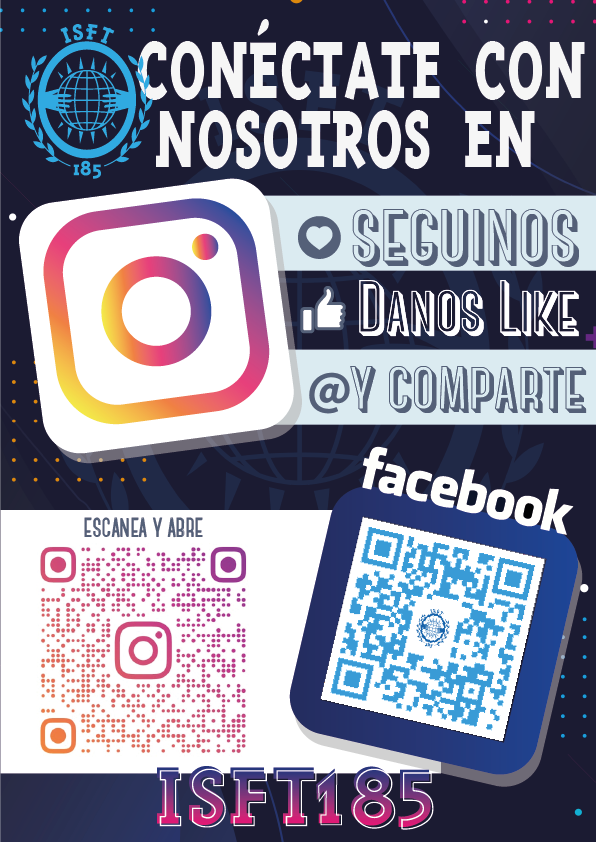 ISFT
185
CONÉCTATE CON
NOSOTROS EN
SEGUINOS
DANOS LIKE
@Y COMPARTE
facebook
ESCANEA Y ABRE
ISFT185